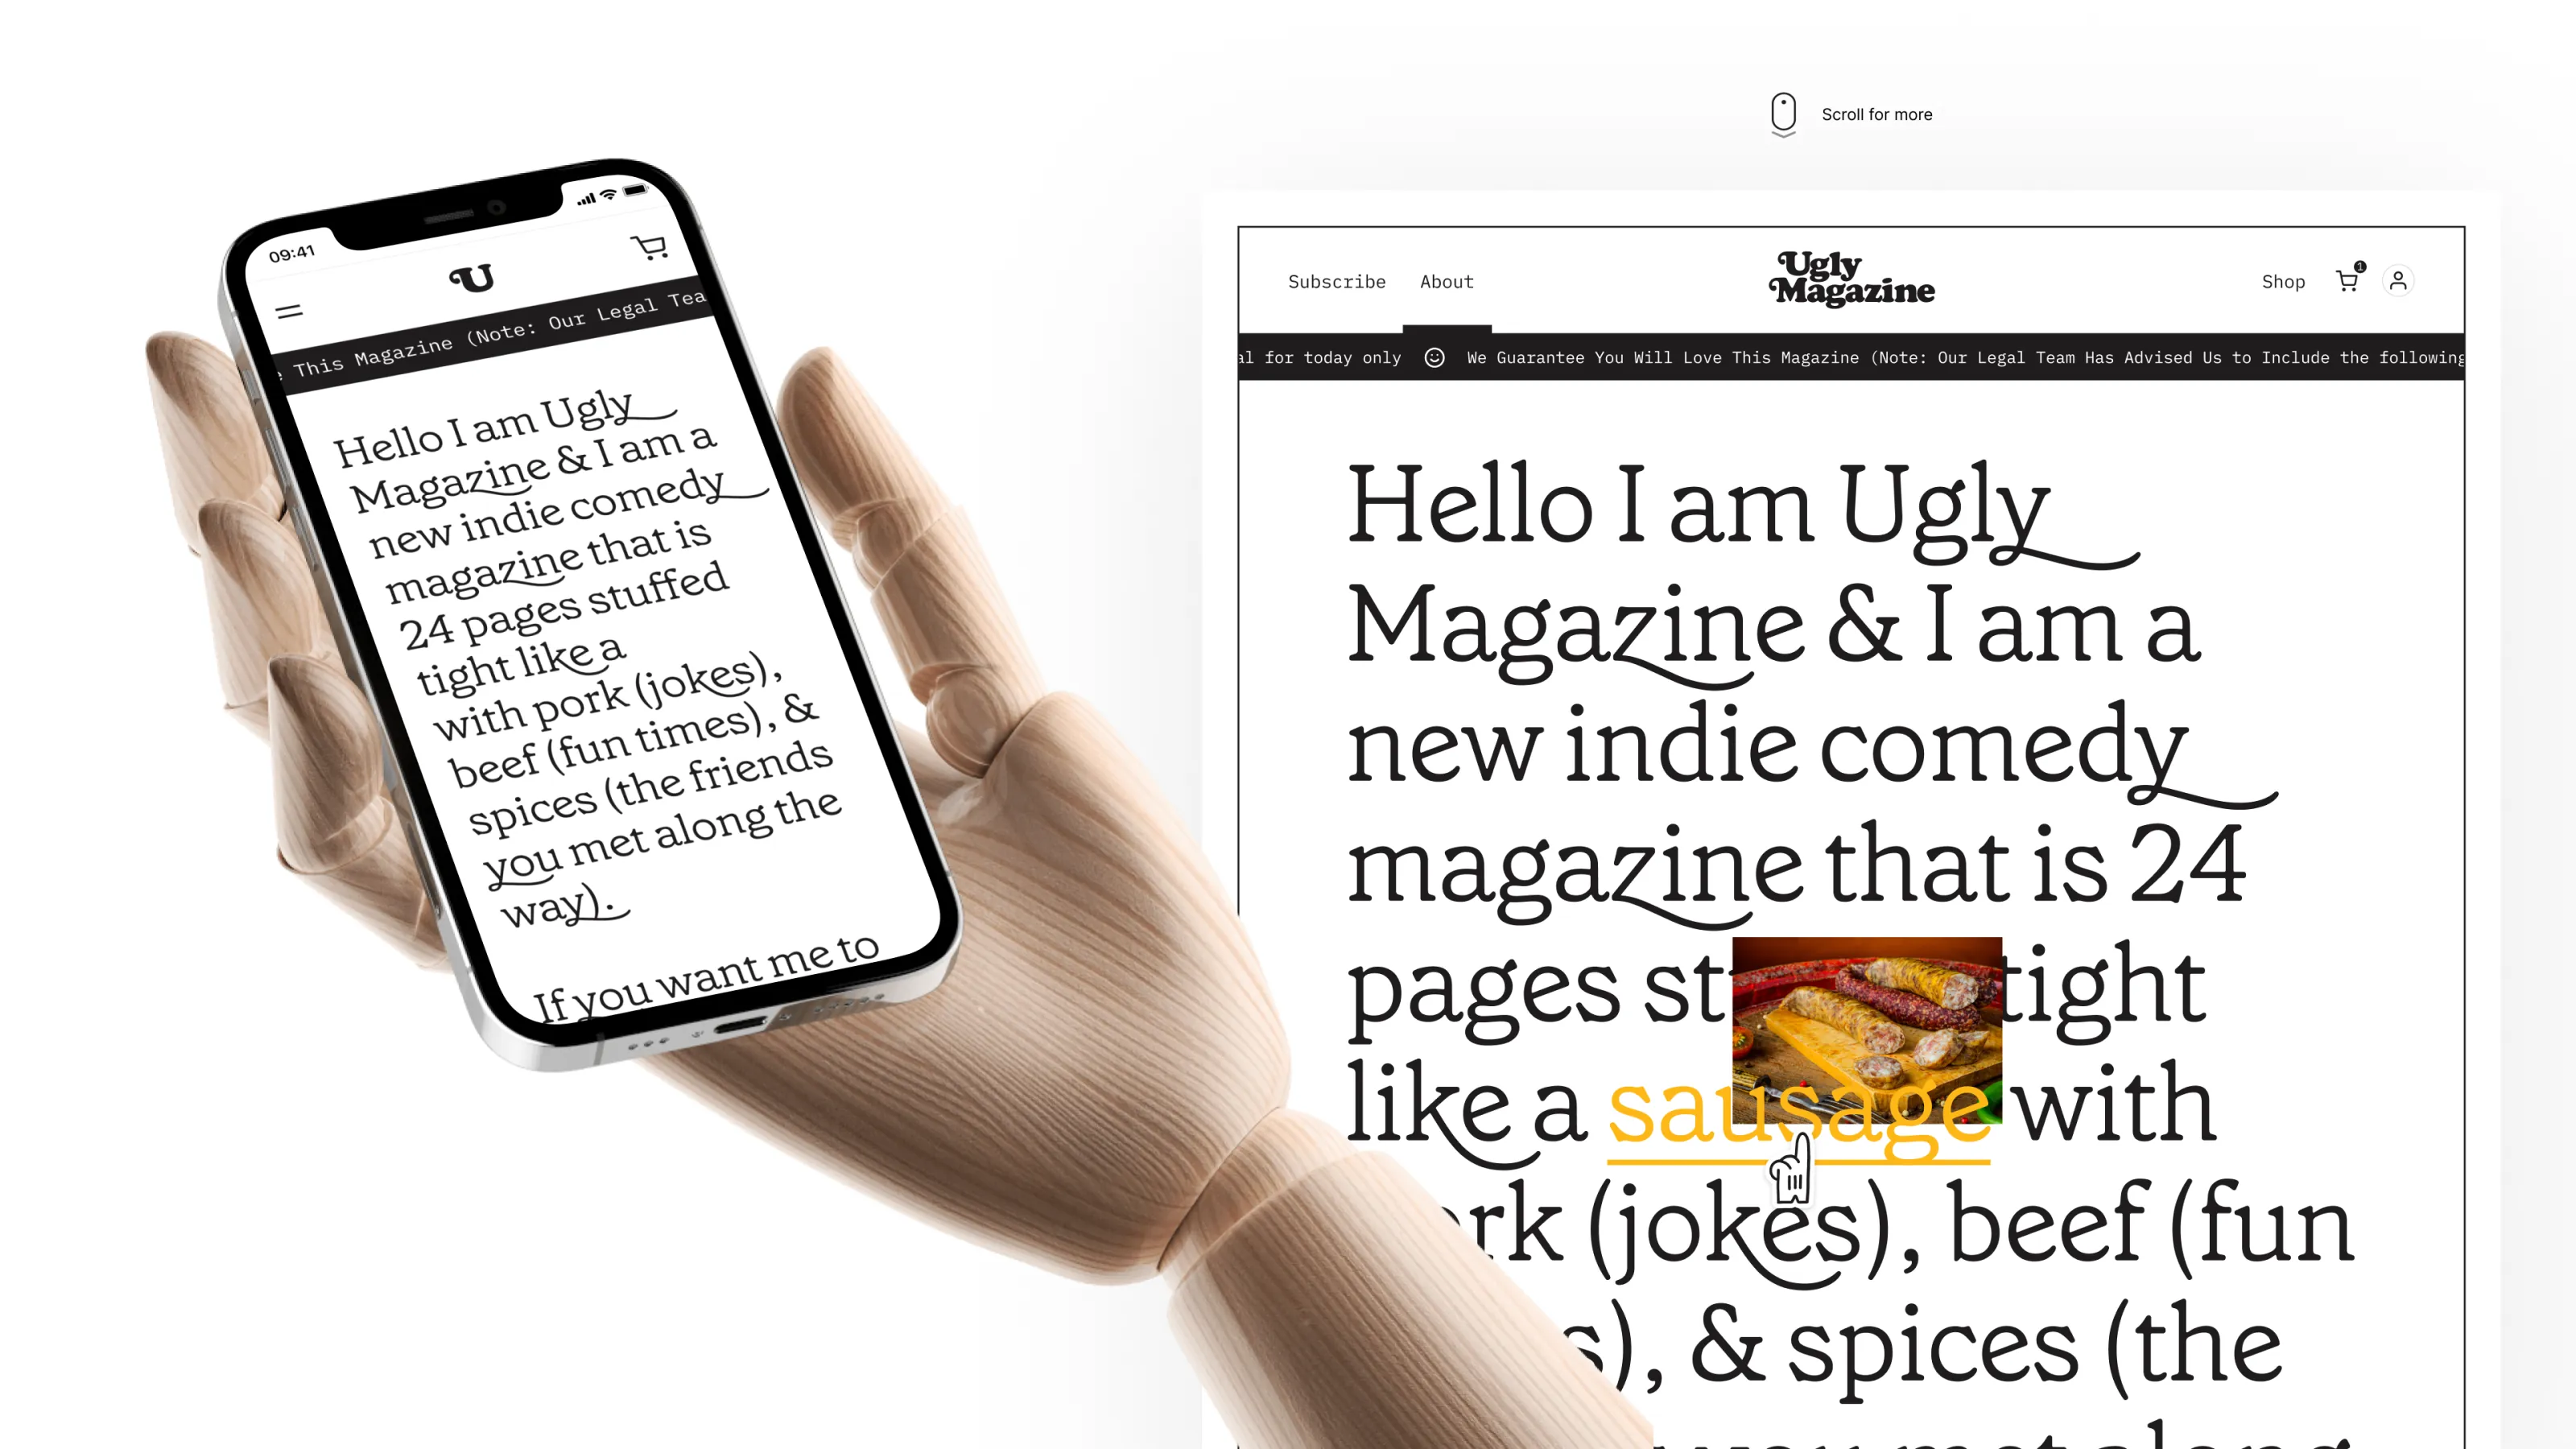 09:41
U
This Magazine (Note: Our Legal Tea
Hello I am Ugly
Magazine & I am a
new indie comedy
magazine that is
24 pages stuffed
tight like a
with pork (jokes),
beef (fun times), &
spices (the friends
you met along the
way).
If you want me to
Scroll for more
Subscribe About
Ugly
Magazine
Shop
1
al for today only We Guarantee You Will Love This Magazine (Note: Our Legal Team Has Advised Us to Include the following
Hello I am Ugly
Magazine & I am a
new indie comedy
magazine that is 24
pages st tight
like a sausage with
rk (jokes), beef (fun
s), & spices (the
you met along